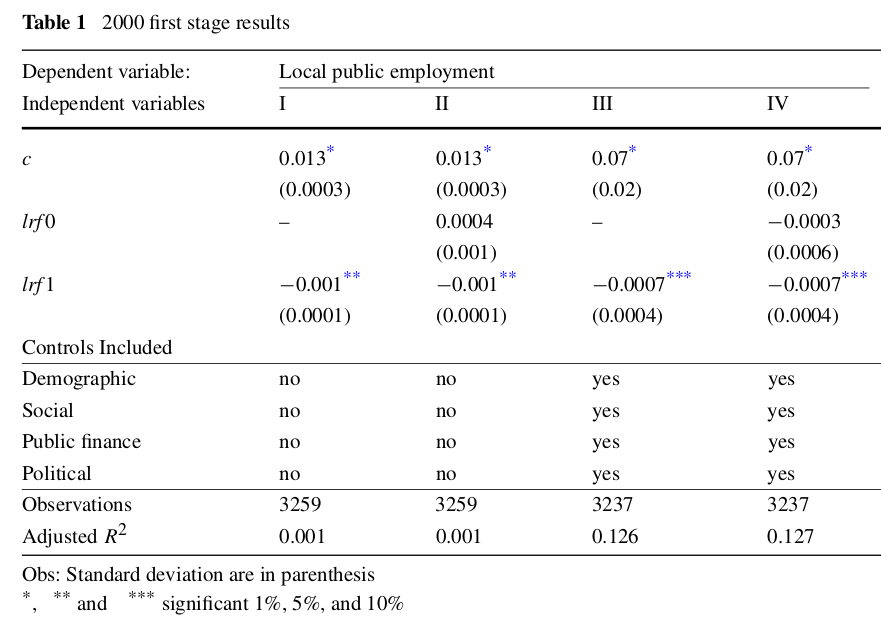 Table 1 2000 first stage results
Dependent variable: Local public employment
Independent variables I II III IV
c 0.013* 0.013* 0.07* 0.07*
(0.0003) (0.0003) (0.02) (0.02)
lrf0 – 0.0004 – −0.0003
(0.001) (0.0006)
lrf1 −0.001** −0.001** −0.0007*** −0.0007***
(0.0001) (0.0001) (0.0004) (0.0004)
Controls Included
Demographic no no yes yes
Social no no yes yes
Public finance no no yes yes
Political no no yes yes
Observations 3259 3259 3237 3237
Adjusted R² 0.001 0.001 0.126 0.127
Obs: Standard deviation are in parenthesis
*, ** and *** significant 1%, 5%, and 10%